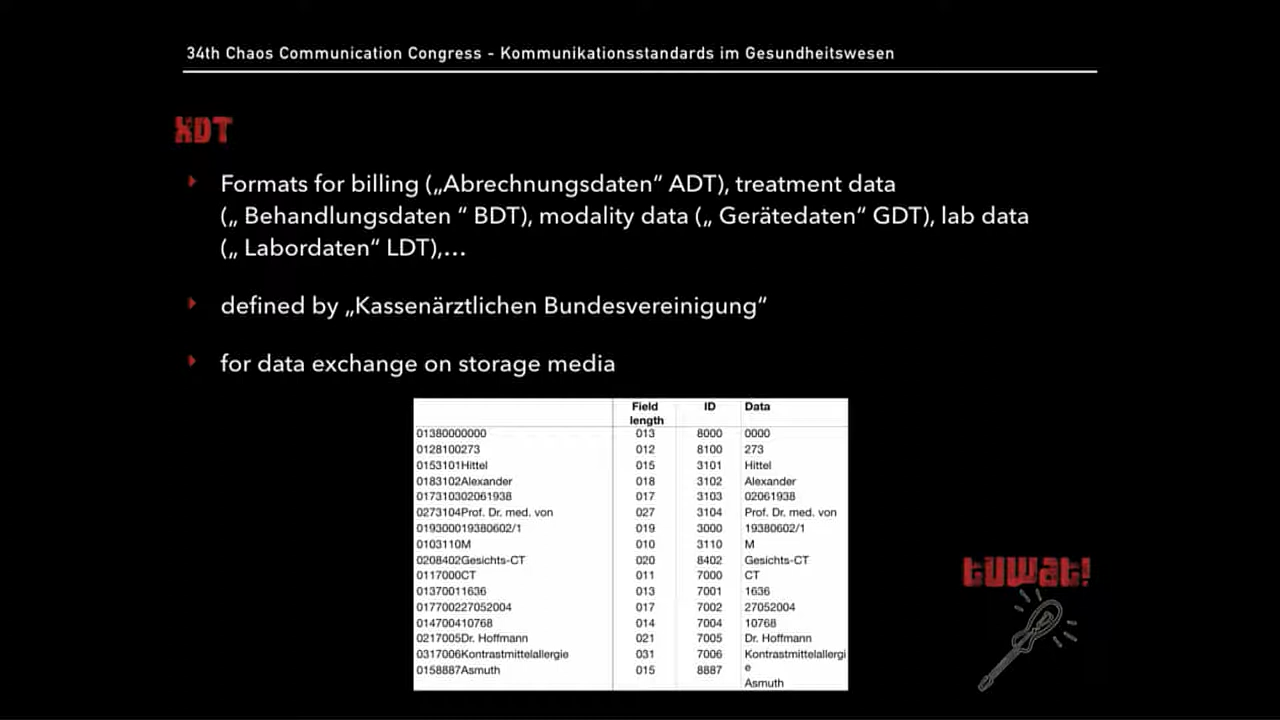 34th Chaos Communication Congress - Kommunikationsstandards im Gesundheitswesen
XDT
Formats for billing („Abrechnungsdaten“ ADT), treatment data
(„ Behandlungsdaten “ BDT), modality data („ Gerätedaten“ GDT), lab data
(„ Labordaten“ LDT),…
defined by „Kassenärztlichen Bundesvereinigung“
for data exchange on storage media
Field length ID Data
01380000000 013 8000 0000
0128100273 012 8100 273
0153101Hittel 015 3101 Hittel
0183102Alexander 018 3102 Alexander
017310302061938 017 3103 02061938
0273104Prof. Dr. med. von 027 3104 Prof. Dr. med. von
019300019380602/1 019 3000 19380602/1
0103110M 010 3110 M
0208402Gesichts-CT 020 8402 Gesichts-CT
0117000CT 011 7000 CT
01370011636 013 7001 1636
017700227052004 017 7002 27052004
014700410768 014 7004 10768
0217005Dr. Hoffmann 021 7005 Dr. Hoffmann
0317006Kontrastmittelallergie 031 7006 Kontrastmittelallergi
e
0158887Asmuth 015 8887 Asmuth
tuwat!